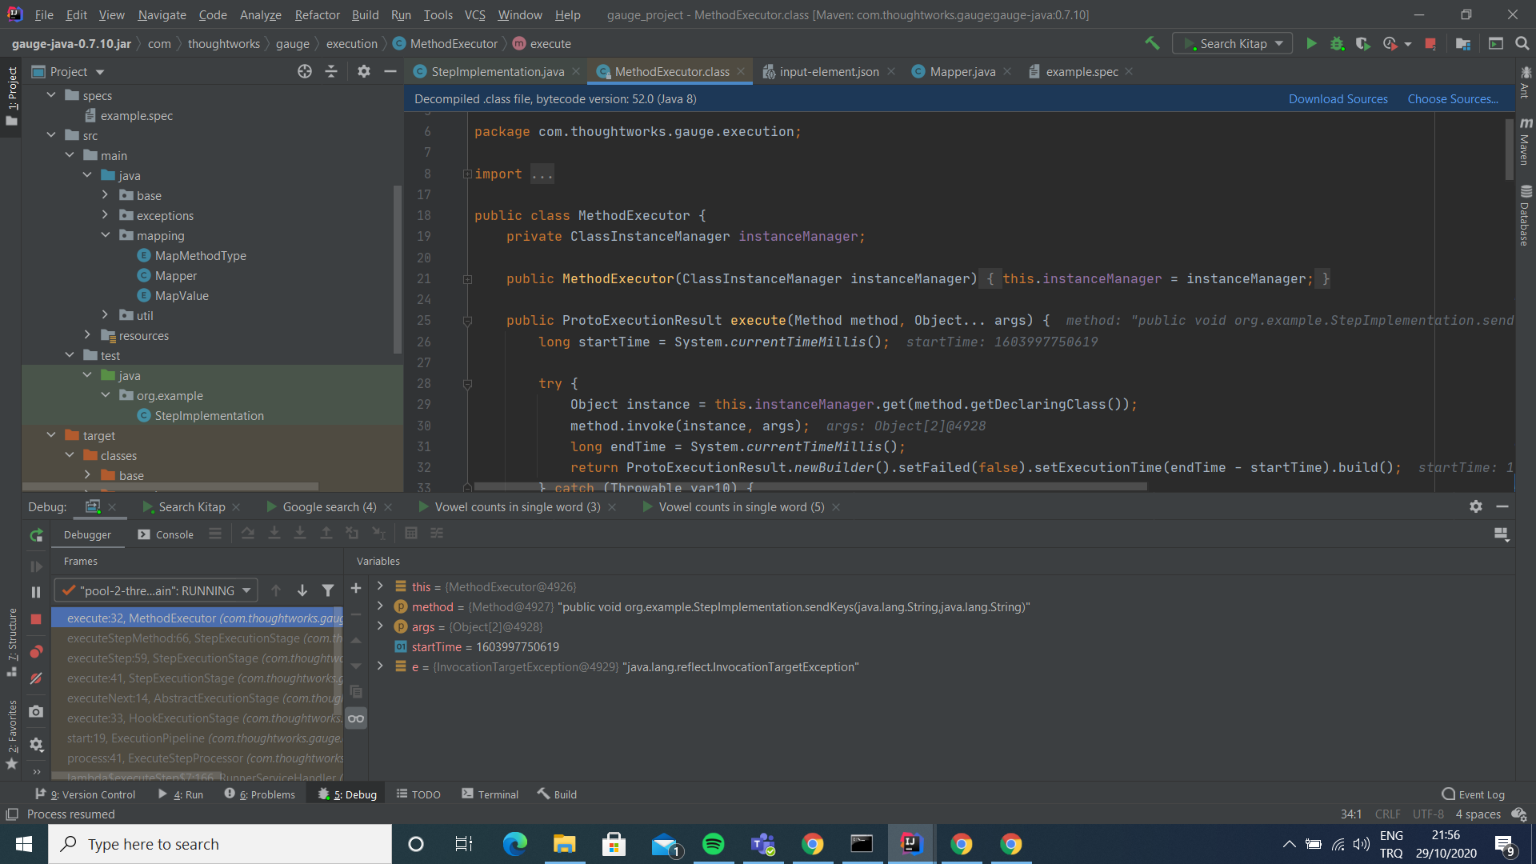 File Edit View Navigate Code Analyze Refactor Build Run Tools VCS Window Help gauge_project - MethodExecutor.class [Maven: com.thoughtworks.gauge:gauge-java:0.7.10]
gauge-java-0.7.10.jar com thoughtworks gauge execution MethodExecutor execute Search Kitap
Project StepImplementation.java MethodExecutor.class input-element.json Mapper.java example.spec
Decompiled .class file, bytecode version: 52.0 (Java 8) Download Sources Choose Sources...
1: Project
7: Structure
2: Favorites
Ant
Maven
Database
specs
example.spec
src
main
java
base
exceptions
mapping
MapMethodType
Mapper
MapValue
util
resources
test
java
org.example
StepImplementation
target
classes
base
6 package com.thoughtworks.gauge.execution;
7
8 import ...
17
18 public class MethodExecutor {
19 private ClassInstanceManager instanceManager;
20
21 public MethodExecutor(ClassInstanceManager instanceManager) { this.instanceManager = instanceManager; }
24
25 public ProtoExecutionResult execute(Method method, Object... args) { method: "public void org.example.StepImplementation.send
26 long startTime = System.currentTimeMillis(); startTime: 1603997750619
27
28 try {
29 Object instance = this.instanceManager.get(method.getDeclaringClass());
30 method.invoke(instance, args); args: Object[2]@4928
31 long endTime = System.currentTimeMillis();
32 return ProtoExecutionResult.newBuilder().setFailed(false).setExecutionTime(endTime - startTime).build(); startTime: 1
33 } catch (Throwable var10) {
Debug: Search Kitap Google search (4) Vowel counts in single word (3) Vowel counts in single word (5)
Debugger Console
Frames Variables
"pool-2-thre...ain": RUNNING
execute:32, MethodExecutor (com.thoughtworks.gaug
executeStepMethod:66, StepExecutionStage (com.th
executeStep:59, StepExecutionStage (com.thoughtwo
execute:41, StepExecutionStage (com.thoughtworks.g
executeNext:14, AbstractExecutionStage (com.though
execute:33, HookExecutionStage (com.thoughtworks.
start:19, ExecutionPipeline (com.thoughtworks.gauge.
process:41, ExecuteStepProcessor (com.thoughtworks
lambda$executeStep$7:166, RunnerServiceHandler (
this = {MethodExecutor@4926}
method = {Method@4927} "public void org.example.StepImplementation.sendKeys(java.lang.String,java.lang.String)"
args = {Object[2]@4928}
startTime = 1603997750619
e = {InvocationTargetException@4929} "java.lang.reflect.InvocationTargetException"
9: Version Control 4: Run 6: Problems 5: Debug TODO Terminal Build Event Log
Process resumed 34:1 CRLF UTF-8 4 spaces
Type here to search 1 ENG TRQ 21:56 29/10/2020 9